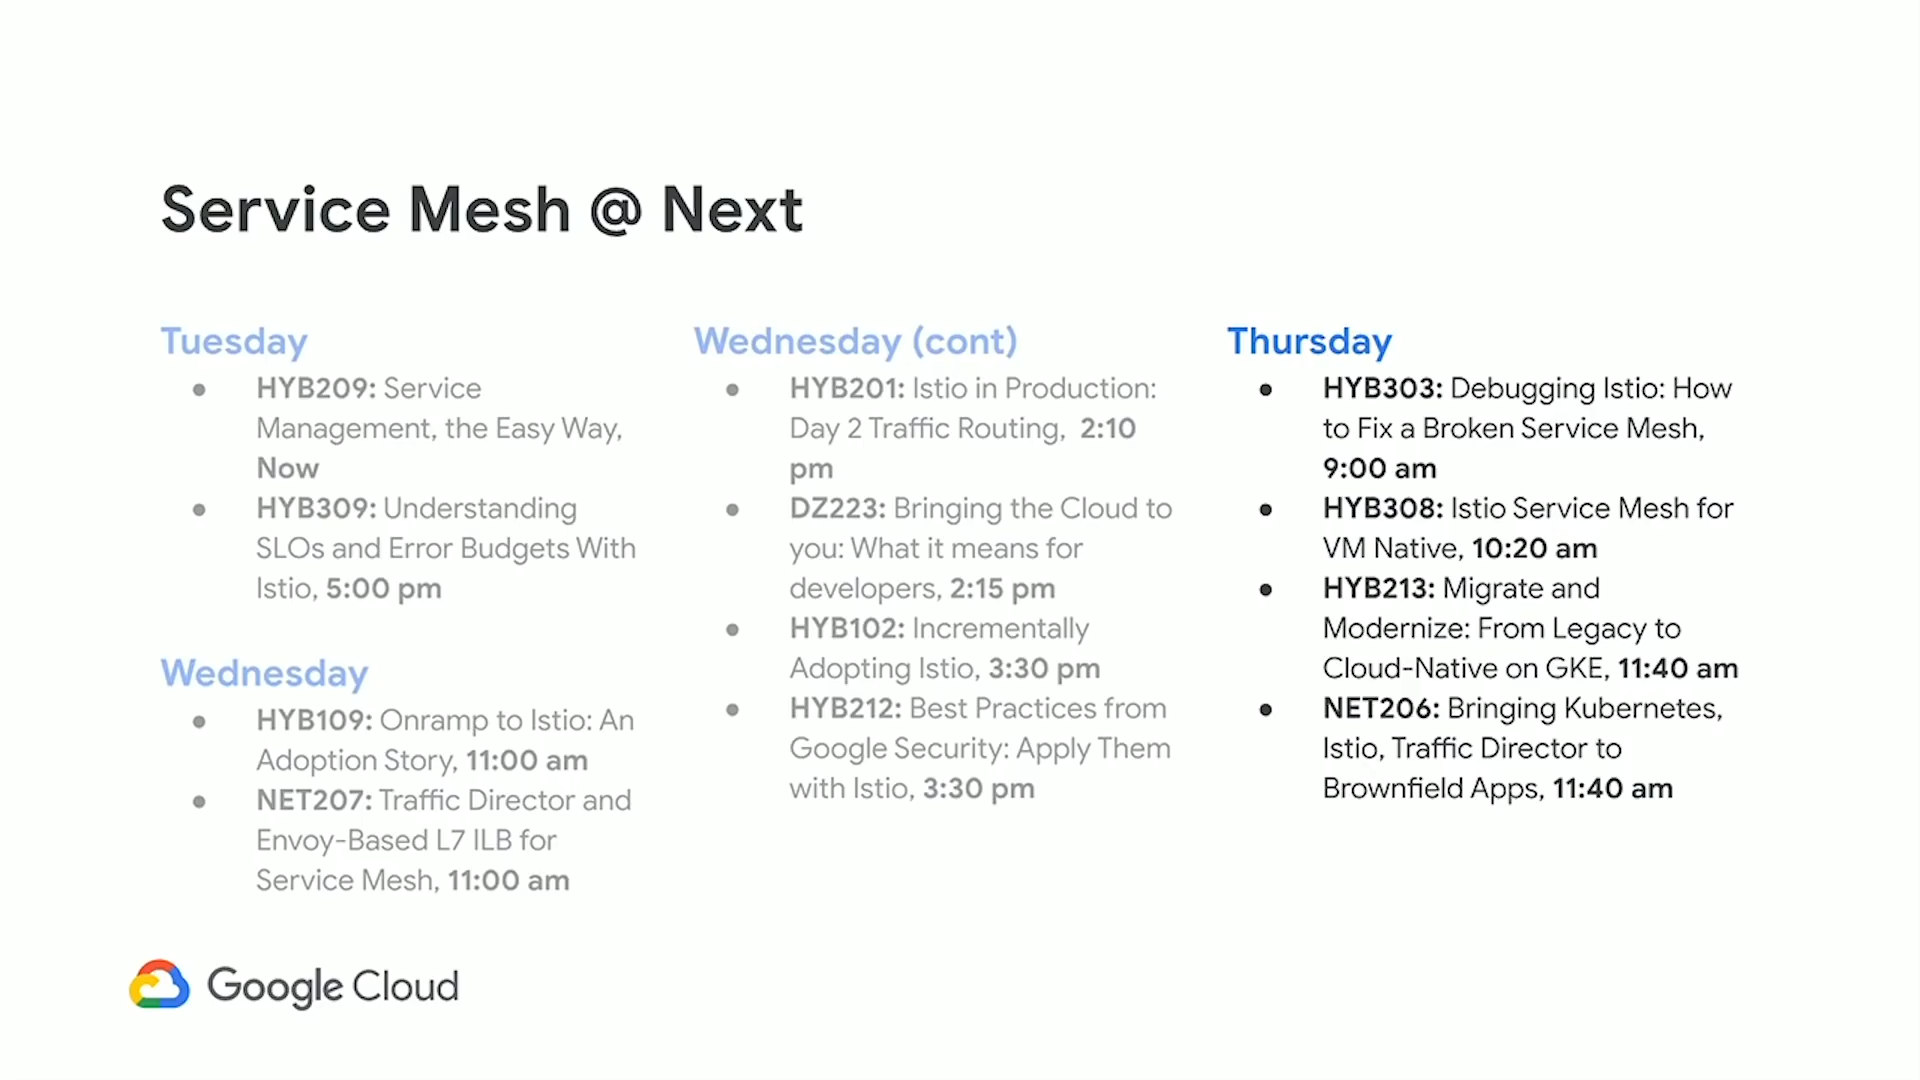 Service Mesh @ Next
Tuesday
● HYB209: Service
Management, the Easy Way,
Now
● HYB309: Understanding
SLOs and Error Budgets With
Istio, 5:00 pm
Wednesday
● HYB109: Onramp to Istio: An
Adoption Story, 11:00 am
● NET207: Traffic Director and
Envoy-Based L7 ILB for
Service Mesh, 11:00 am
Wednesday (cont)
● HYB201: Istio in Production:
Day 2 Traffic Routing, 2:10
pm
● DZ223: Bringing the Cloud to
you: What it means for
developers, 2:15 pm
● HYB102: Incrementally
Adopting Istio, 3:30 pm
● HYB212: Best Practices from
Google Security: Apply Them
with Istio, 3:30 pm
Thursday
● HYB303: Debugging Istio: How
to Fix a Broken Service Mesh,
9:00 am
● HYB308: Istio Service Mesh for
VM Native, 10:20 am
● HYB213: Migrate and
Modernize: From Legacy to
Cloud-Native on GKE, 11:40 am
● NET206: Bringing Kubernetes,
Istio, Traffic Director to
Brownfield Apps, 11:40 am
Google Cloud